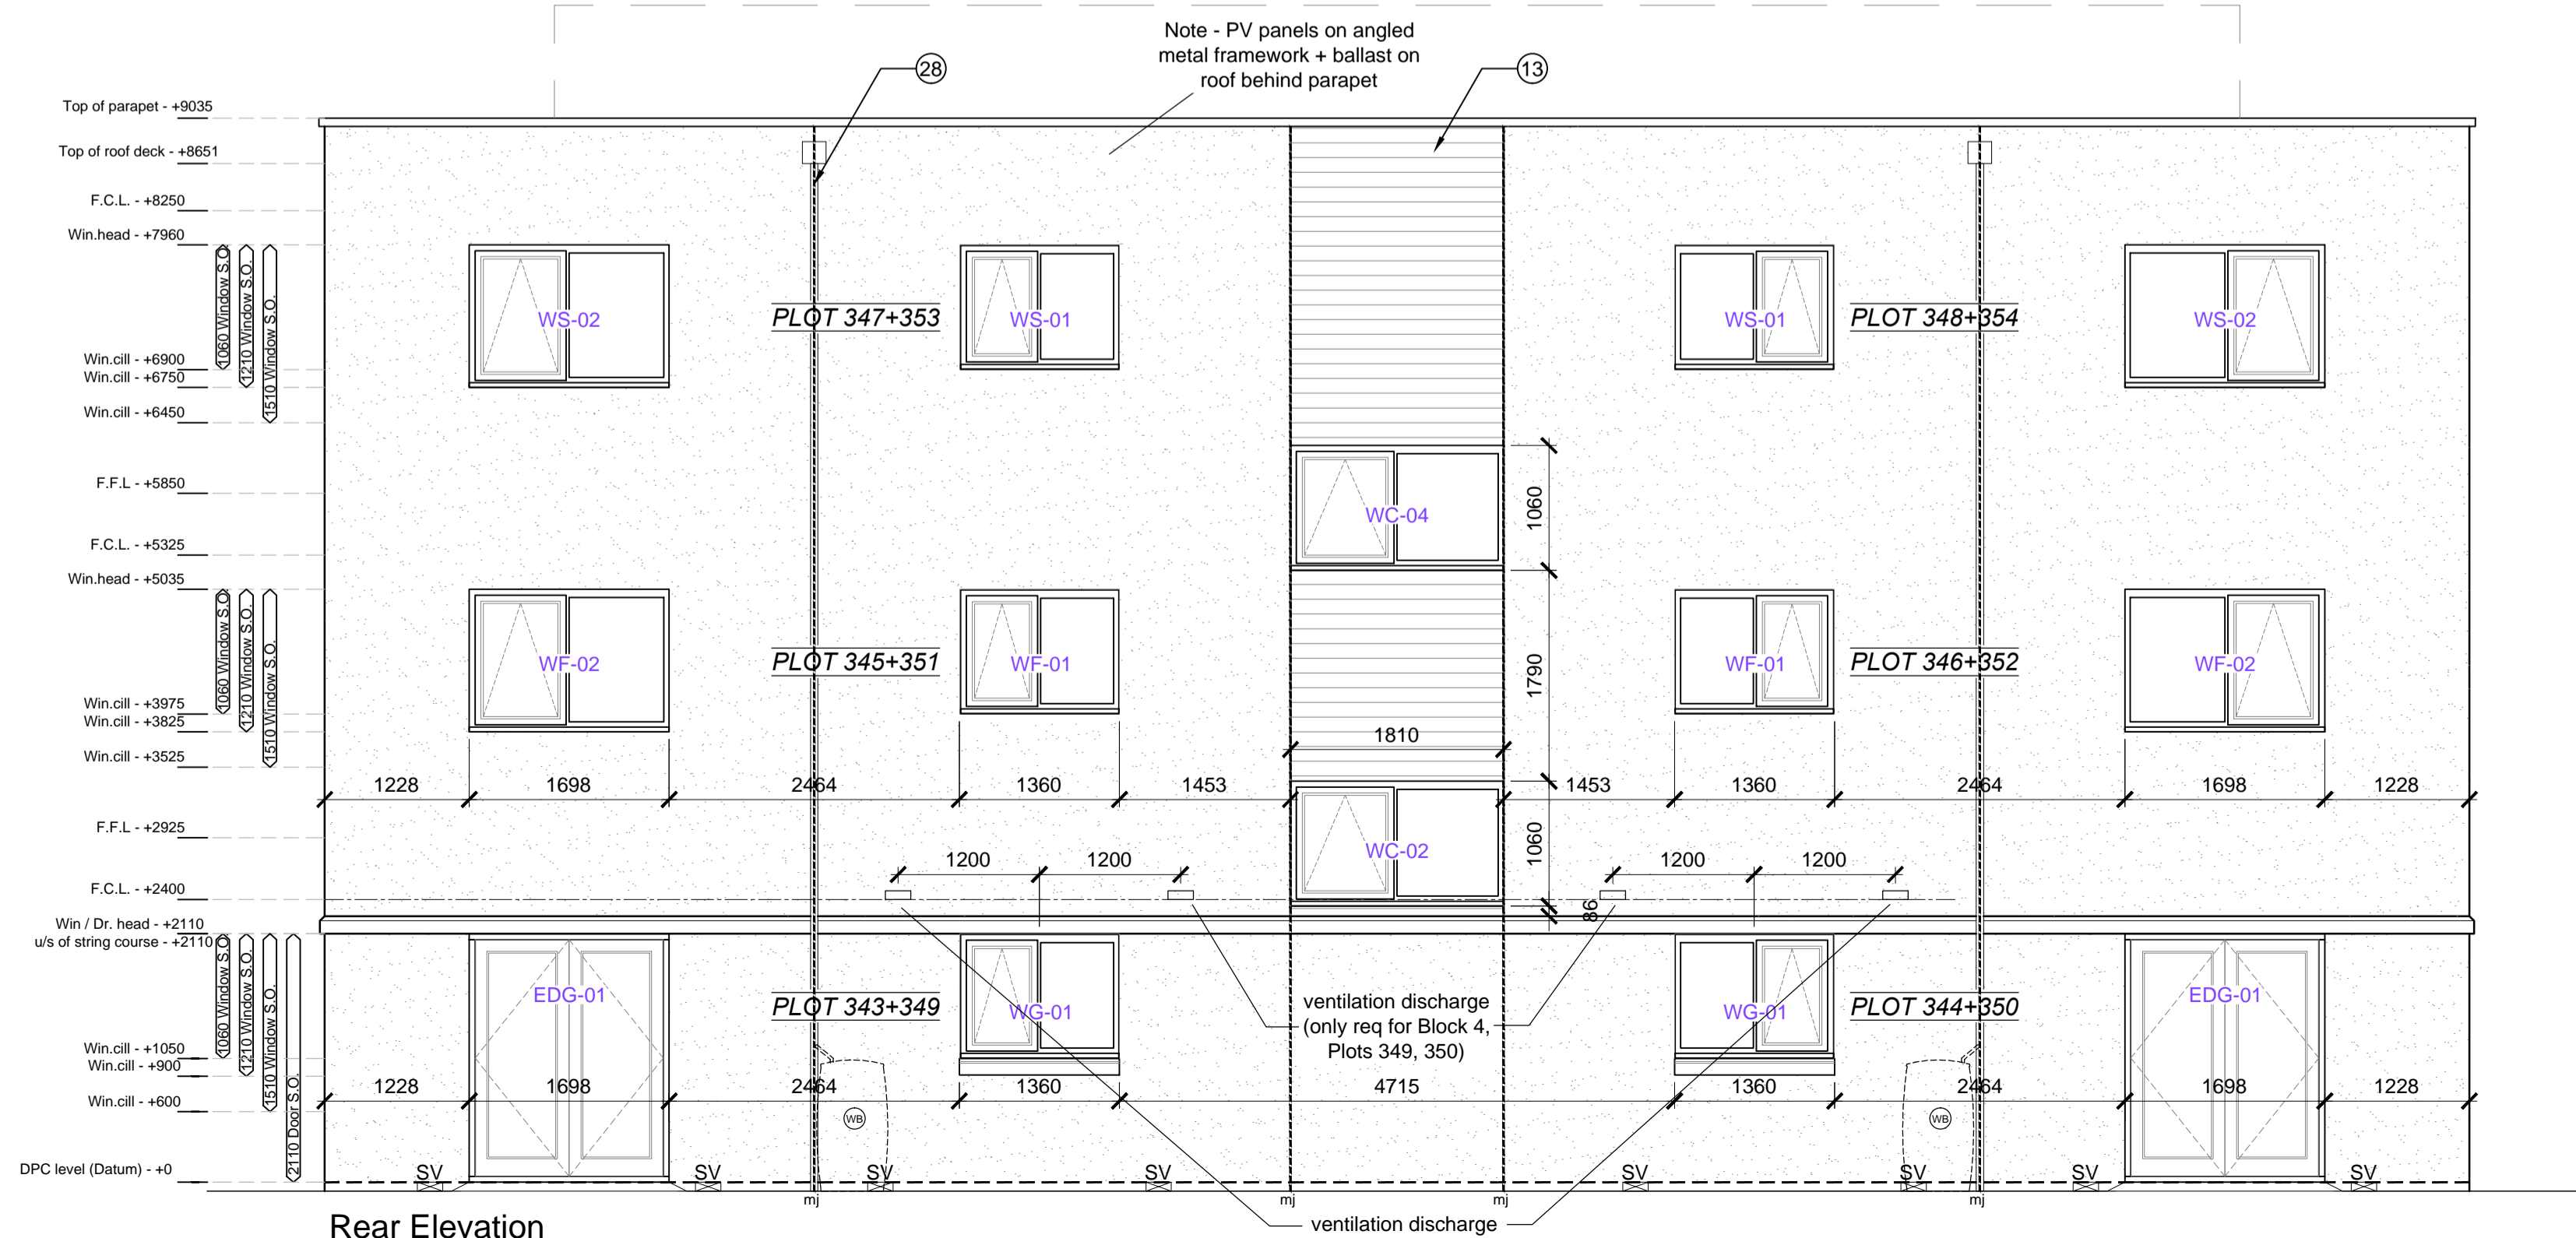 Note - PV panels on angled
metal framework + ballast on
roof behind parapet
28
13
Top of parapet - +9035
Top of roof deck - +8651
F.C.L. - +8250
Win.head - +7960
1060 Window S.O.
1210 Window S.O.
1510 Window S.O.
WS-02
PLOT 347+353
WS-01
WS-01
PLOT 348+354
WS-02
Win.cill - +6900
Win.cill - +6750
Win.cill - +6450
F.F.L - +5850
WC-04
1060
F.C.L. - +5325
Win.head - +5035
1060 Window S.O.
1210 Window S.O.
1510 Window S.O.
WF-02
PLOT 345+351
WF-01
1790
WF-01
PLOT 346+352
WF-02
Win.cill - +3975
Win.cill - +3825
Win.cill - +3525
1810
1228
1698
2464
1360
1453
1453
1360
2464
1698
1228
F.F.L - +2925
WC-02
1060
1200
1200
1200
1200
F.C.L. - +2400
86
Win / Dr. head - +2110
u/s of string course - +2110
1060 Window S.O.
1210 Window S.O.
1510 Window S.O.
2110 Door S.O.
EDG-01
PLOT 343+349
WG-01
ventilation discharge
(only req for Block 4,
Plots 349, 350)
WG-01
PLOT 344+350
EDG-01
Win.cill - +1050
Win.cill - +900
Win.cill - +600
1228
1698
2464
1360
4715
1360
2464
1698
1228
WB
WB
DPC level (Datum) - +0
SV
SV
SV
SV
SV
SV
SV
SV
mj
mj
mj
mj
ventilation discharge
Rear Elevation